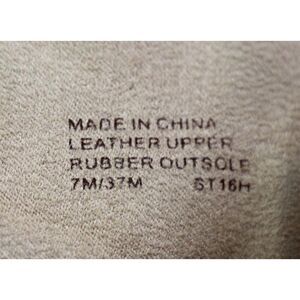 MADE IN CHINA
LEATHER UPPER
RUBBER OUTSOLE
7M/37M ST16H